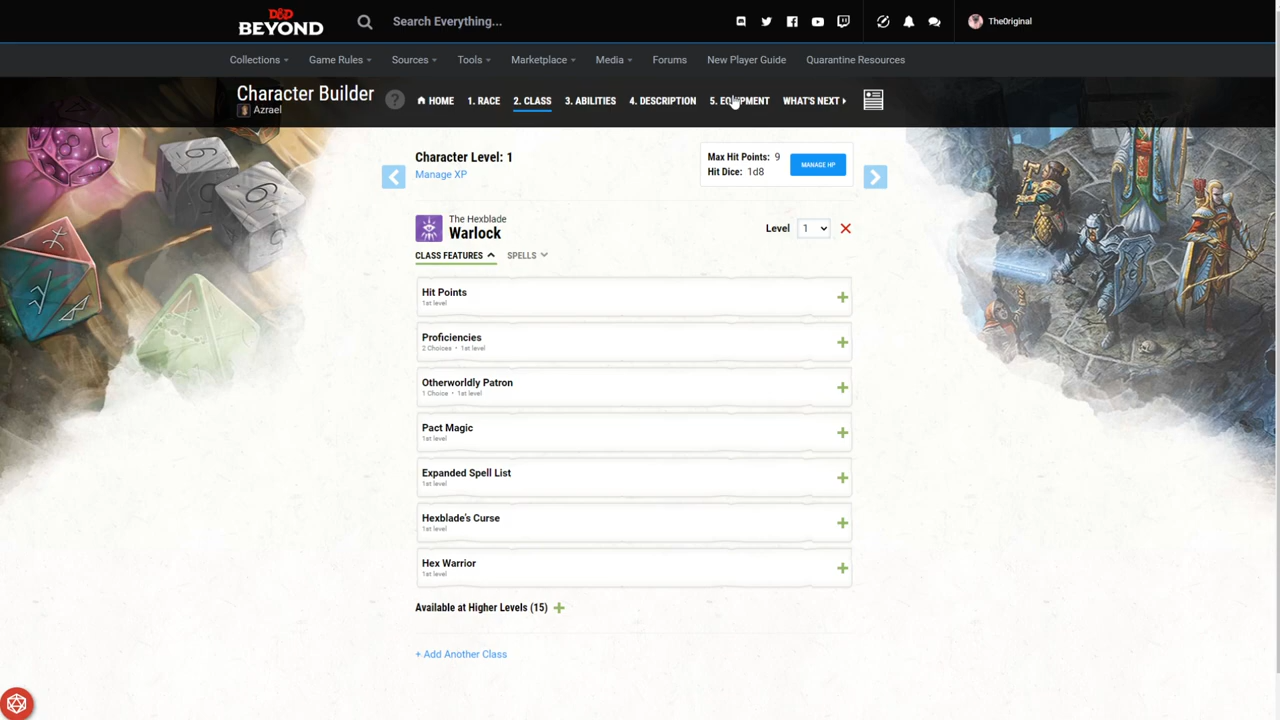 D&D
BEYOND
Search Everything...
TheOriginal
Collections
Game Rules
Sources
Tools
Marketplace
Media
Forums
New Player Guide
Quarantine Resources
Character Builder
Azrael
?
HOME
1. RACE
2. CLASS
3. ABILITIES
4. DESCRIPTION
5. EQUIPMENT
WHAT'S NEXT
Character Level: 1
Manage XP
Max Hit Points: 9
Hit Dice: 1d8
MANAGE HP
The Hexblade
Warlock
Level 1
CLASS FEATURES
SPELLS
Hit Points
1st level
Proficiencies
2 Choices • 1st level
Otherworldly Patron
1 Choice • 1st level
Pact Magic
1st level
Expanded Spell List
1st level
Hexblade's Curse
1st level
Hex Warrior
1st level
Available at Higher Levels (15)
+ Add Another Class